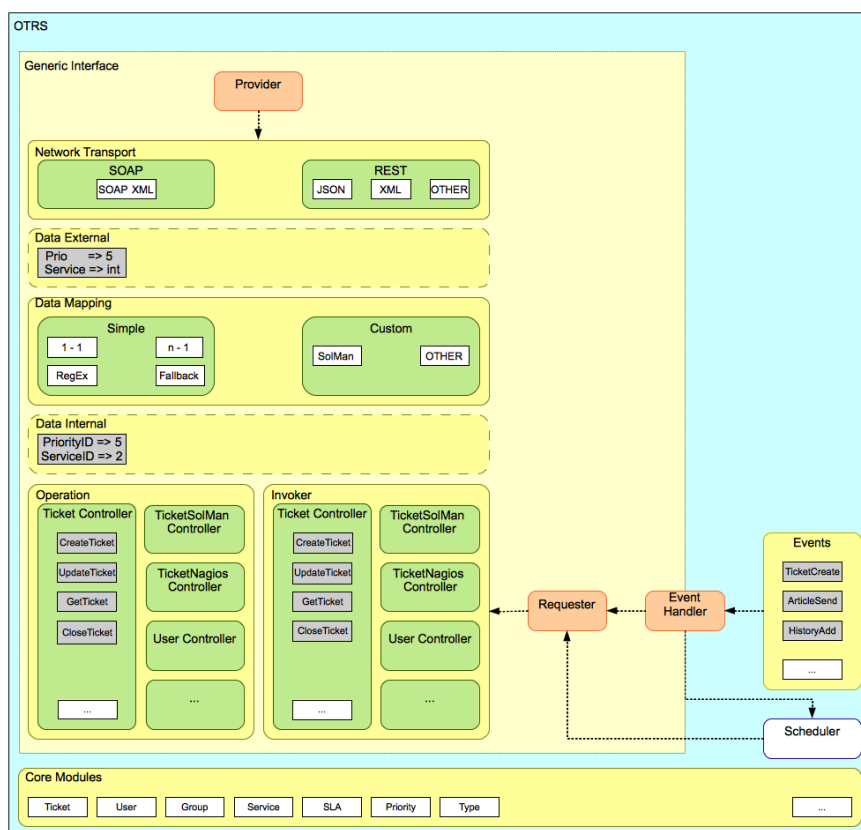 OTRS
Generic Interface
Provider
Network Transport
SOAP
SOAP XML
REST
JSON
XML
OTHER
Data External
Prio => 5
Service => int
Data Mapping
Simple
1 - 1
n - 1
RegEx
Fallback
Custom
SolMan
OTHER
Data Internal
PriorityID => 5
ServiceID => 2
Operation
Ticket Controller
CreateTicket
UpdateTicket
GetTicket
CloseTicket
...
TicketSolMan
Controller
TicketNagios
Controller
User Controller
...
Invoker
Ticket Controller
CreateTicket
UpdateTicket
GetTicket
CloseTicket
...
TicketSolMan
Controller
TicketNagios
Controller
User Controller
...
Requester
Event
Handler
Events
TicketCreate
ArticleSend
HistoryAdd
...
Scheduler
Core Modules
Ticket
User
Group
Service
SLA
Priority
Type
...